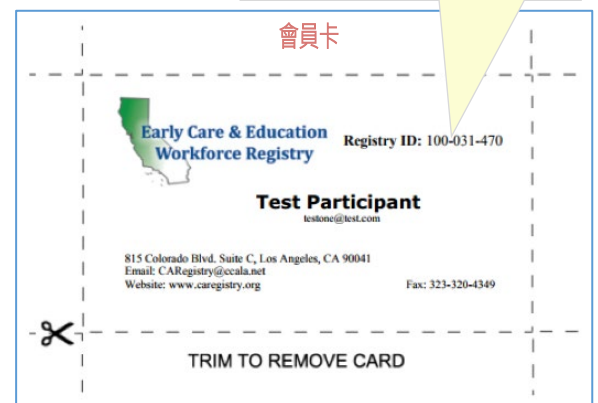 會員卡
Early Care & Education
Workforce Registry
Registry ID: 100-031-470
Test Participant
testone@test.com
815 Colorado Blvd. Suite C, Los Angeles, CA 90041
Email: CARegistry@ccala.net
Website: www.caregistry.org
Fax: 323-320-4349
TRIM TO REMOVE CARD